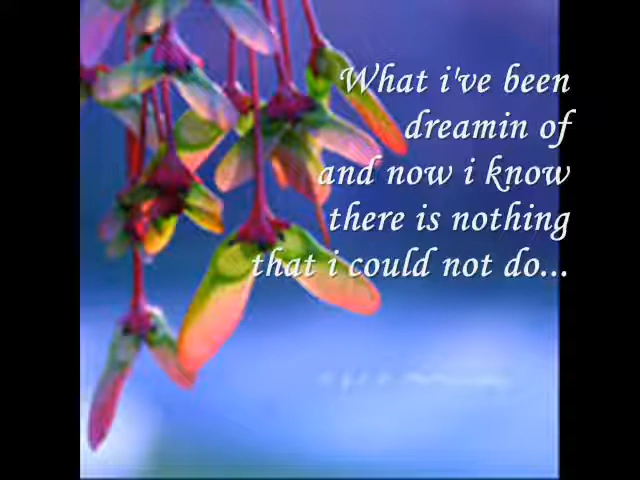 What i've been
dreamin of
and now i know
there is nothing
that i could not do...